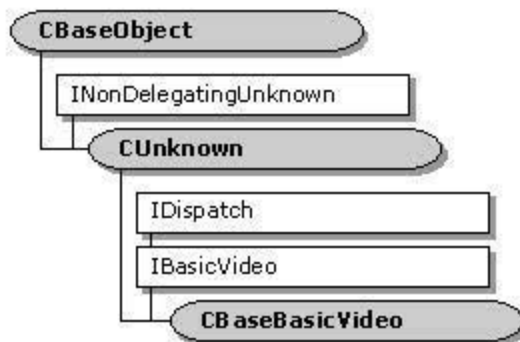 CBaseObject
INonDelegatingUnknown
CUnknown
IDispatch
IBasicVideo
CBaseBasicVideo